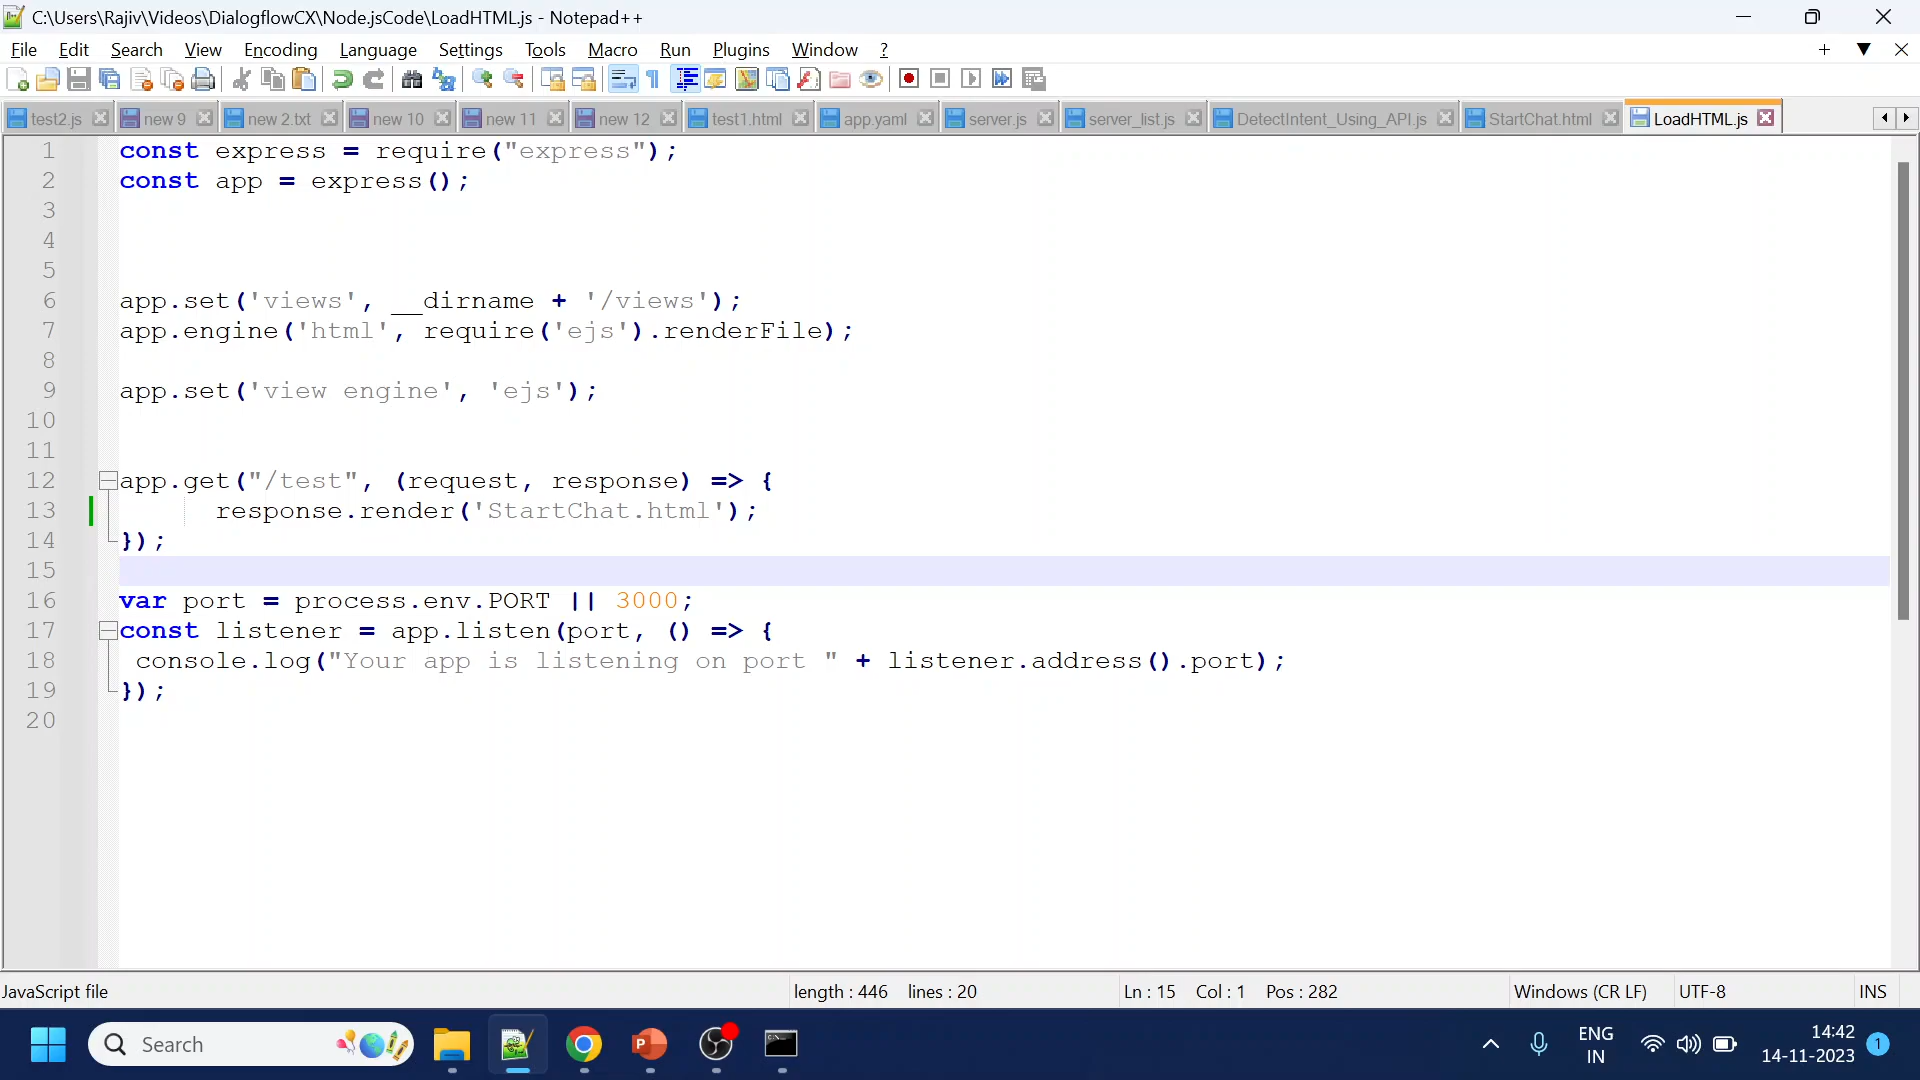 C:\Users\Rajiv\Videos\DialogflowCX\Node.jsCode\LoadHTML.js - Notepad++
File Edit Search View Encoding Language Settings Tools Macro Run Plugins Window ?
test2.js new 9 new 2.txt new 10 new 11 new 12 test1.html app.yaml server.js server_list.js DetectIntent_Using_API.js StartChat.html LoadHTML.js
1 const express = require("express");
2 const app = express();
3
4
5
6 app.set('views', __dirname + '/views');
7 app.engine('html', require('ejs').renderFile);
8
9 app.set('view engine', 'ejs');
10
11
12 app.get("/test", (request, response) => {
13 response.render('StartChat.html');
14 });
15
16 var port = process.env.PORT || 3000;
17 const listener = app.listen(port, () => {
18 console.log("Your app is listening on port " + listener.address().port);
19 });
20
JavaScript file length : 446 lines : 20 Ln : 15 Col : 1 Pos : 282 Windows (CR LF) UTF-8 INS
Search ENG IN 14:42 14-11-2023 1